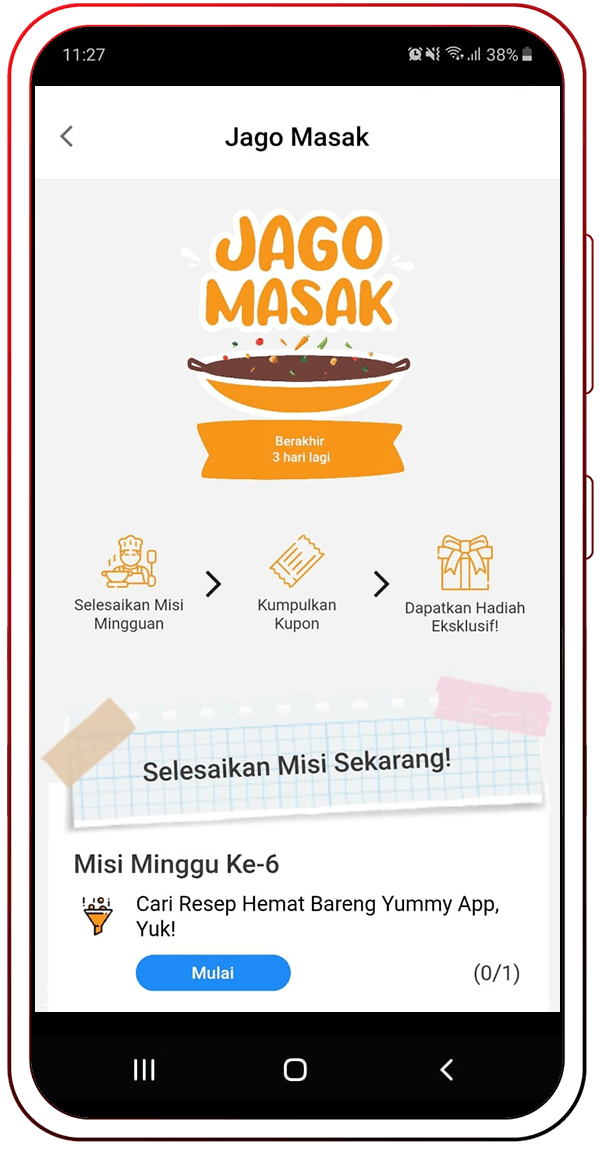 11:27
38%
Jago Masak
JAGO
MASAK
Berakhir
3 hari lagi
Selesaikan Misi
Mingguan
Kumpulkan
Kupon
Dapatkan Hadiah
Eksklusif!
Selesaikan Misi Sekarang!
Misi Minggu Ke-6
Cari Resep Hemat Bareng Yummy App,
Yuk!
Mulai
(0/1)